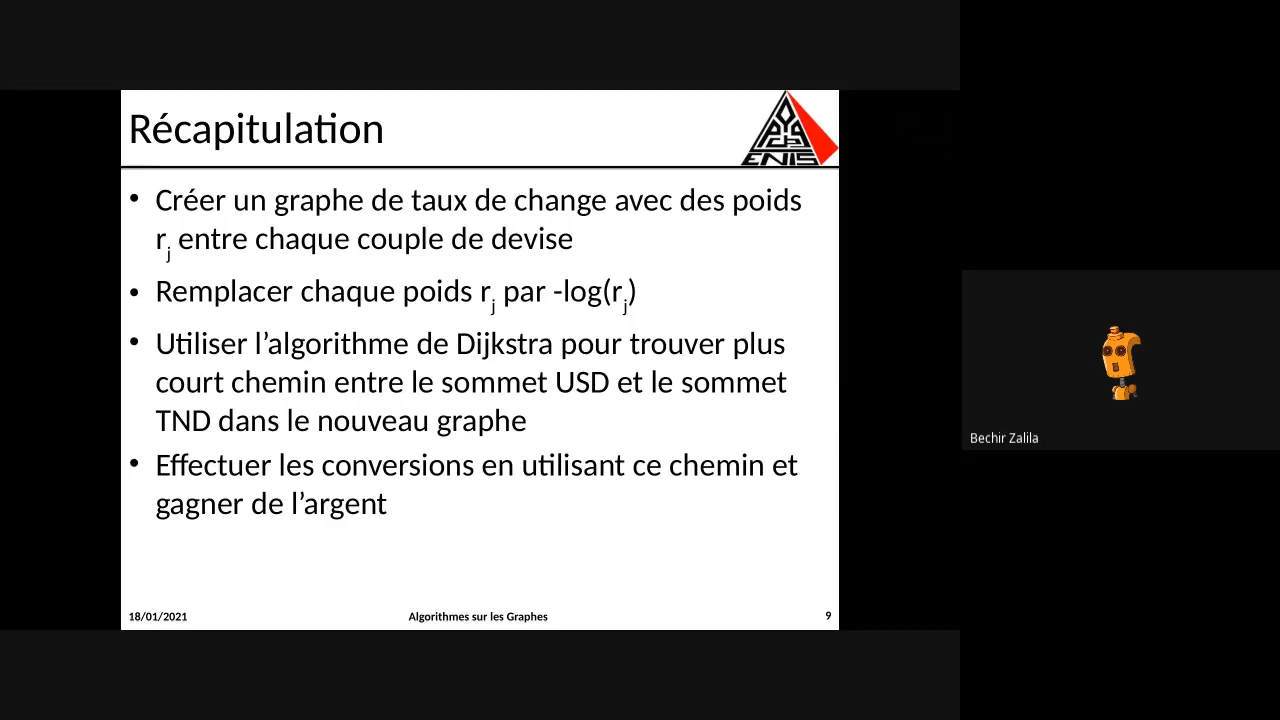 Récapitulation
ENIS
• Créer un graphe de taux de change avec des poids
rj entre chaque couple de devise
• Remplacer chaque poids rj par -log(rj)
• Utiliser l’algorithme de Dijkstra pour trouver plus
court chemin entre le sommet USD et le sommet
TND dans le nouveau graphe
• Effectuer les conversions en utilisant ce chemin et
gagner de l’argent
18/01/2021
Algorithmes sur les Graphes
9
Bechir Zalila